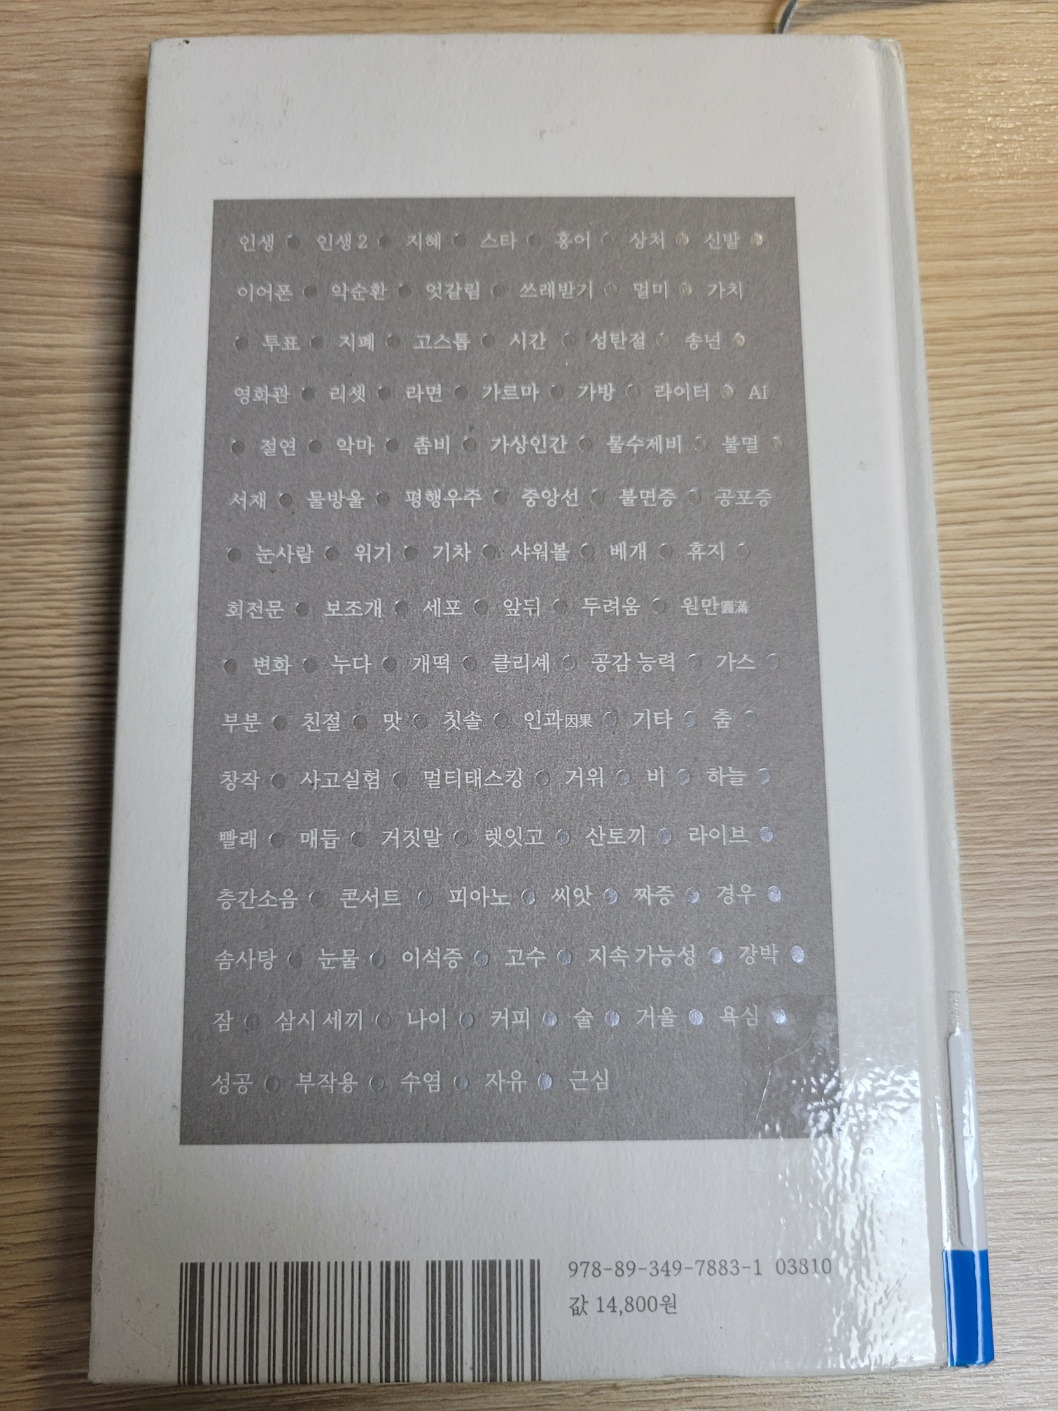 인생 ● 인생 2 ● 지혜 ● 스타 ● 홍어 ● 상처 ● 신발 ●
이어폰 ● 악순환 ● 엇갈림 ● 쓰레받기 ● 멀미 ● 가치
● 투표 ● 지폐 ● 고스톱 ● 시간 ● 성탄절 ● 송년 ●
영화관 ● 리셋 ● 라면 ● 가르마 ● 가방 ● 라이터 ● AI
● 절연 ● 악마 ● 좀비 ● 가상인간 ● 물수제비 ● 불멸 ●
서재 ● 물방울 ● 평행우주 ● 중앙선 ● 불면증 ● 공포증
● 눈사람 ● 위기 ● 기차 ● 샤워볼 ● 베개 ● 휴지 ●
회전문 ● 보조개 ● 세포 ● 앞뒤 ● 두려움 ● 원만圓滿
● 변화 ● 누다 ● 개떡 ● 클리셰 ● 공감 능력 ● 가스 ●
부분 ● 친절 ● 맛 ● 칫솔 ● 인과因果 ● 기타 ● 춤 ●
창작 ● 사고실험 ● 멀티태스킹 ● 거위 ● 비 ● 하늘 ●
빨래 ● 매듭 ● 거짓말 ● 렛잇고 ● 산토끼 ● 라이브 ●
층간소음 ● 콘서트 ● 피아노 ● 씨앗 ● 짜증 ● 경우 ●
솜사탕 ● 눈물 ● 이석증 ● 고수 ● 지속 가능성 ● 강박 ●
잠 ● 삼시 세끼 ● 나이 ● 커피 ● 술 ● 거울 ● 욕심 ●
성공 ● 부작용 ● 수염 ● 자유 ● 근심
978-89-349-7883-1 03810
값 14,800원